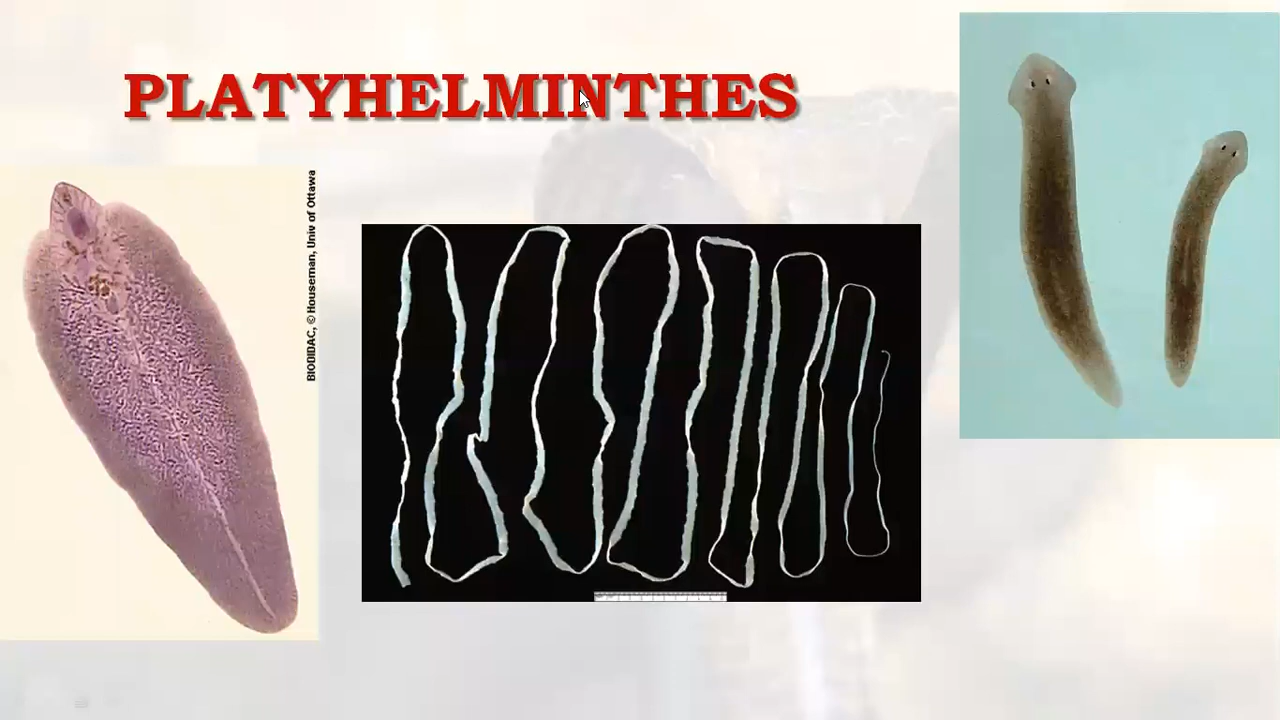 PLATYHELMINTHES
BIODIDAC, © Houseman, Univ of Ottawa